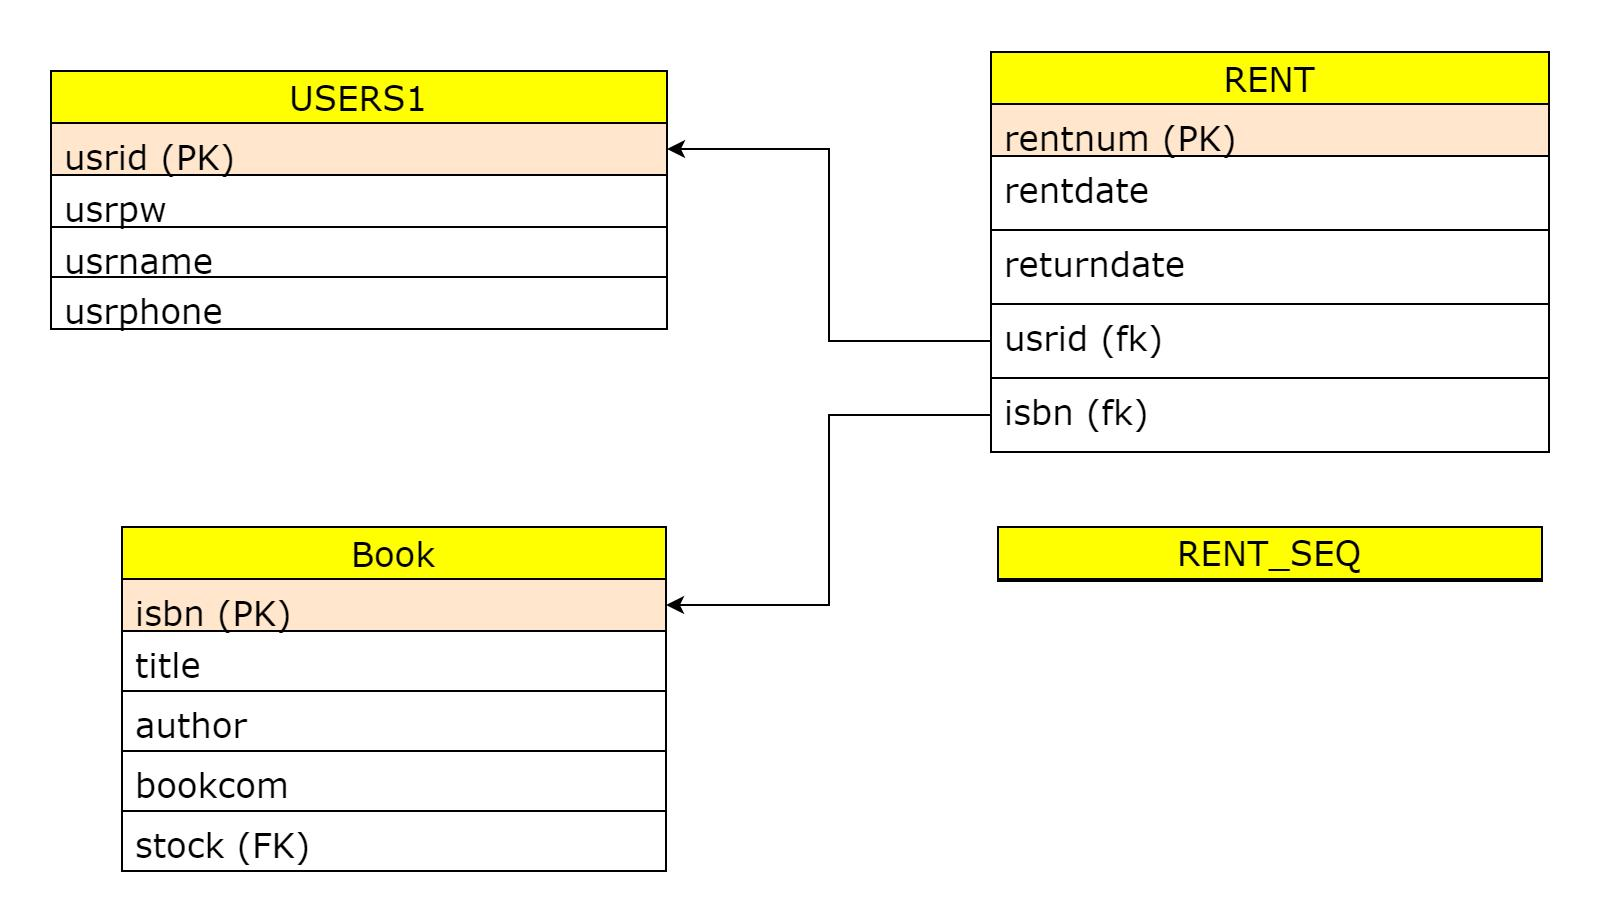 USERS1
usrid (PK)
usrpw
usrname
usrphone
RENT
rentnum (PK)
rentdate
returndate
usrid (fk)
isbn (fk)
Book
isbn (PK)
title
author
bookcom
stock (FK)
RENT_SEQ